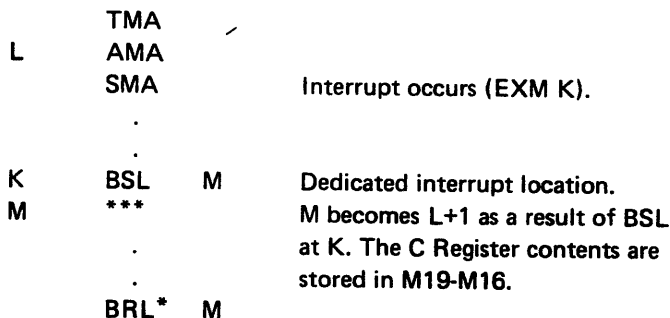 TMA
L AMA
SMA Interrupt occurs (EXM K).
.
.
K BSL M Dedicated interrupt location.
M *** M becomes L+1 as a result of BSL
. at K. The C Register contents are
. stored in M19-M16.
BRL* M